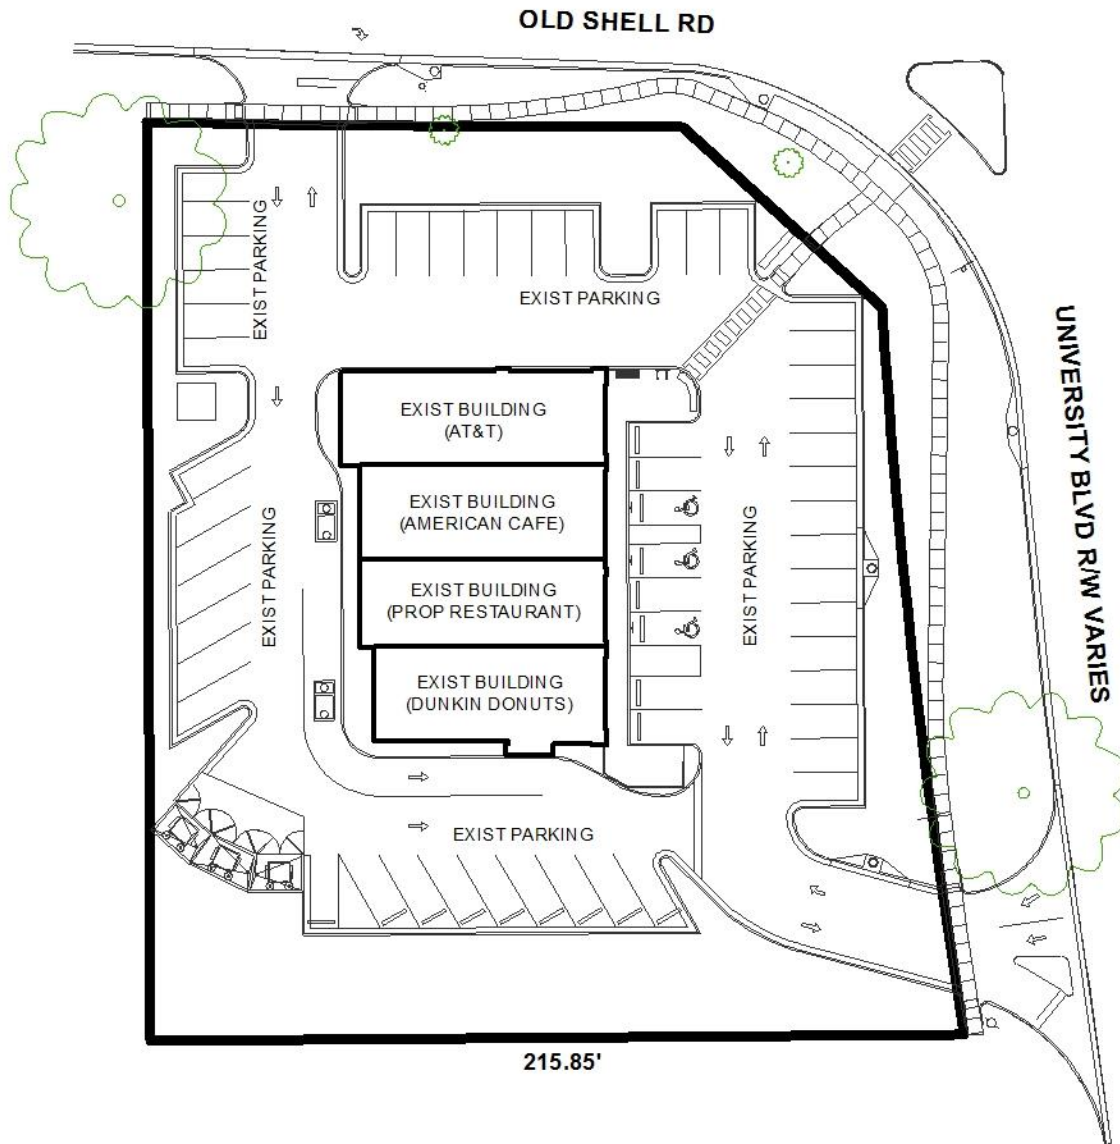 OLD SHELL RD
EXIST PARKING
EXIST PARKING
UNIVERSITY BLVD R/W VARIES
EXIST BUILDING
(AT&T)
EXIST BUILDING
(AMERICAN CAFE)
EXIST PARKING
EXIST PARKING
EXIST BUILDING
(PROP RESTAURANT)
EXIST BUILDING
(DUNKIN DONUTS)
EXIST PARKING
215.85'